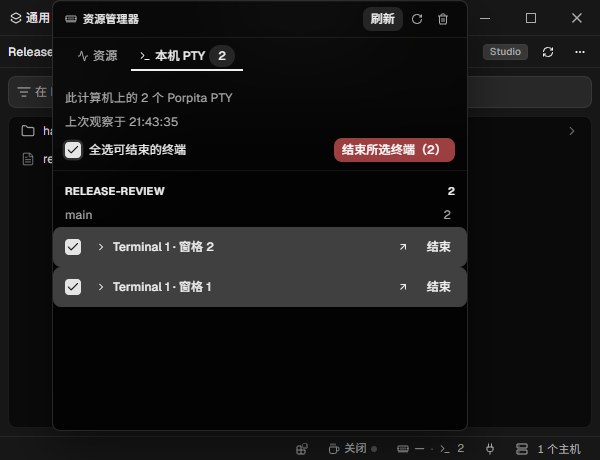 通用
资源管理器
刷新
Release
Studio
资源
本机 PTY 2
此计算机上的 2 个 Porpita PTY
上次观察于 21:43:35
全选可结束的终端
结束所选终端（2）
RELEASE-REVIEW 2
main 2
Terminal 1 · 窗格 2 结束
Terminal 1 · 窗格 1 结束
在
ha
re
关闭
— · 2
1 个主机